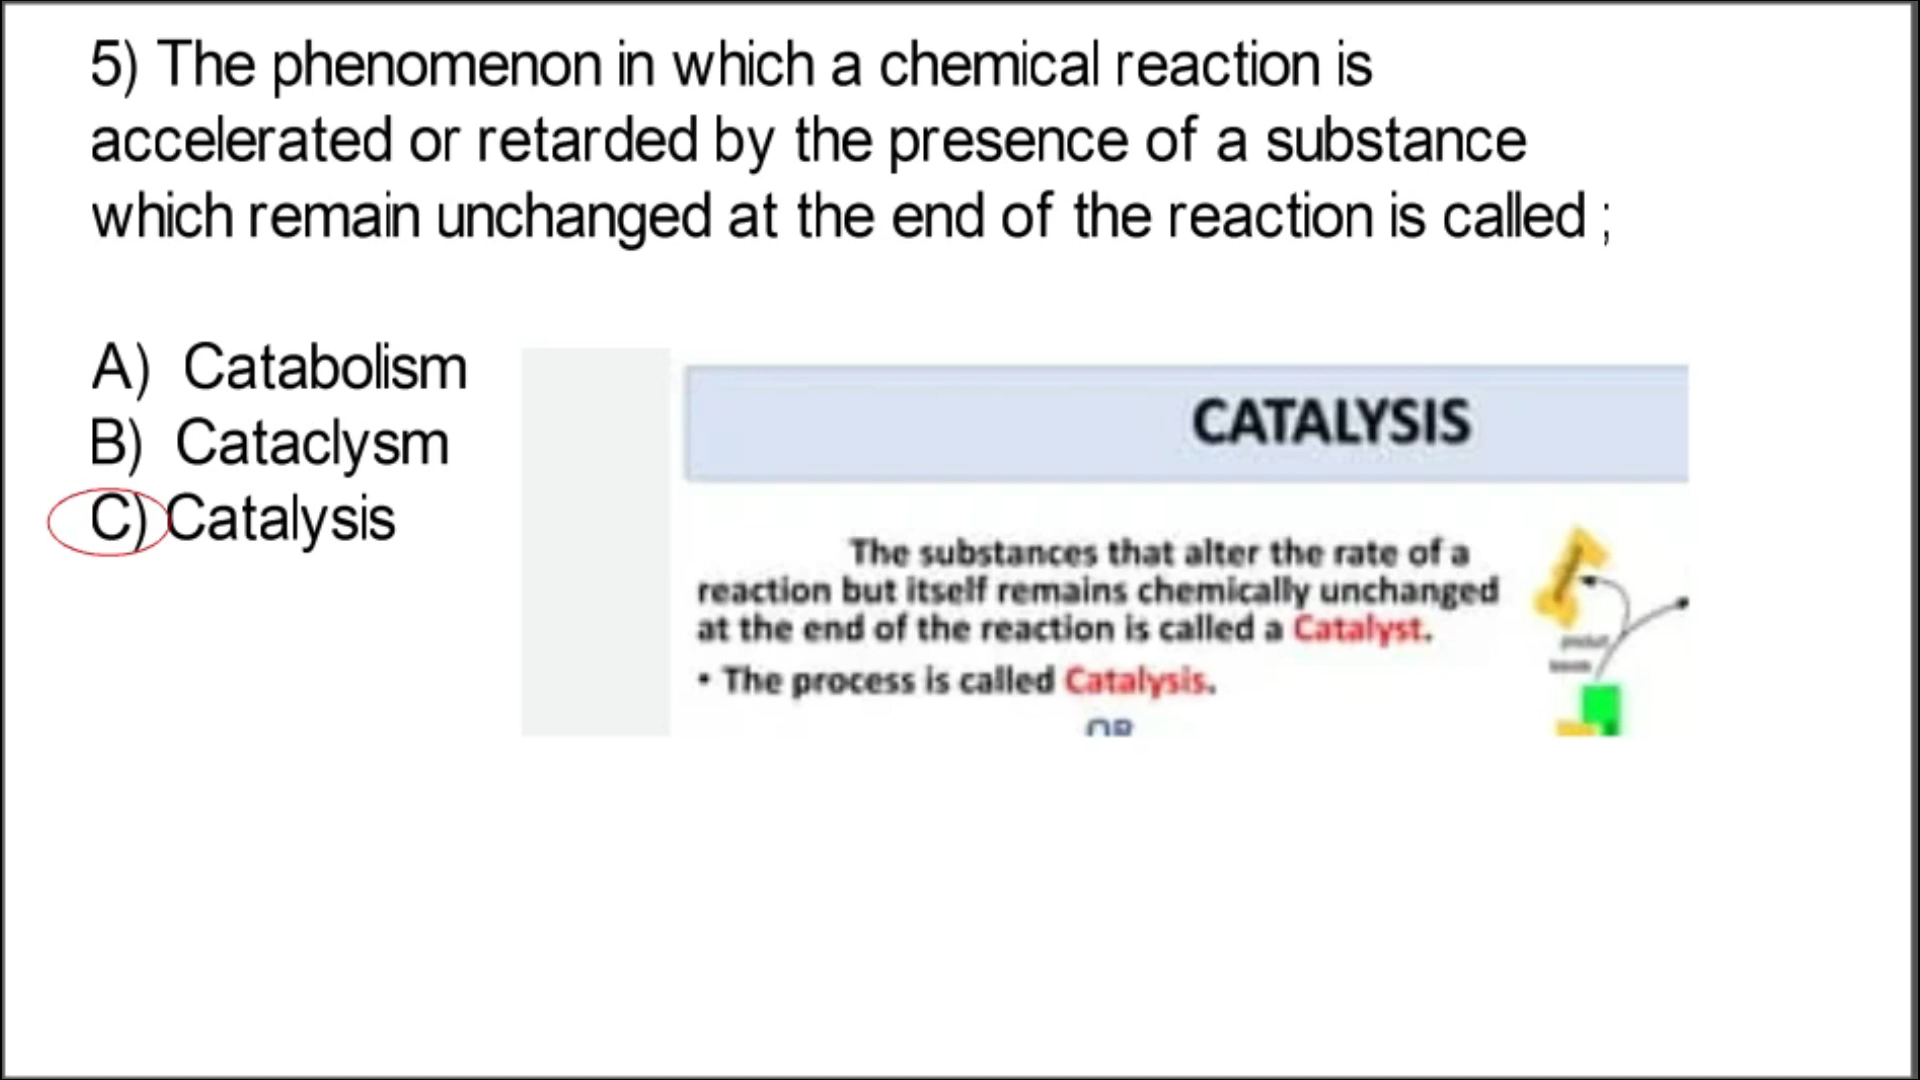 5) The phenomenon in which a chemical reaction is
accelerated or retarded by the presence of a substance
which remain unchanged at the end of the reaction is called ;
A) Catabolism
B) Cataclysm
C) Catalysis
CATALYSIS
The substances that alter the rate of a
reaction but itself remains chemically unchanged
at the end of the reaction is called a Catalyst.
• The process is called Catalysis.
OR